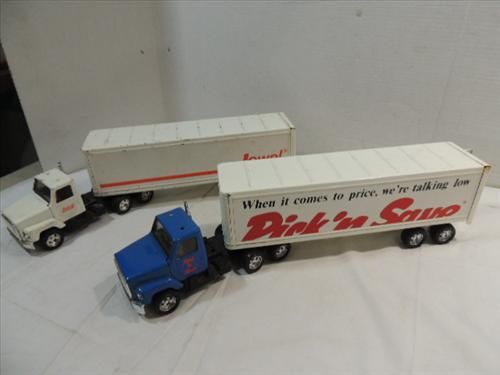 Jewel
When it comes to price, we're talking low
Pick 'n Save